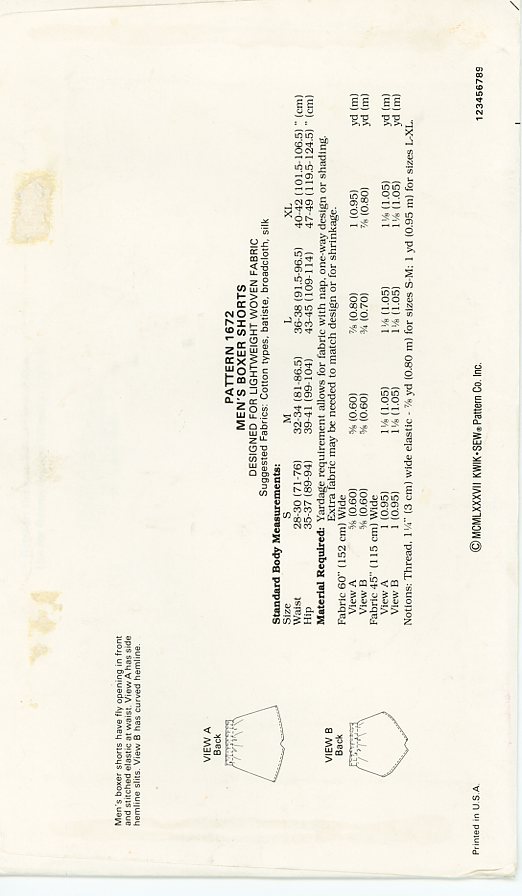 Men's boxer shorts have fly opening in front
and stitched elastic at waist. View A has side
hemline slits. View B has curved hemline.
VIEW A
Back
VIEW B
Back
PATTERN 1672
MEN'S BOXER SHORTS
DESIGNED FOR LIGHTWEIGHT WOVEN FABRIC
Suggested Fabrics: Cotton types, batiste, broadcloth, silk
Standard Body Measurements:
Size S M L XL
Waist 28-30 (71-76) 32-34 (81-86.5) 36-38 (91.5-96.5) 40-42 (101.5-106.5) " (cm)
Hip 35-37 (89-94) 39-41 (99-104) 43-45 (109-114) 47-49 (119.5-124.5) " (cm)
Material Required: Yardage requirement allows for fabric with nap, one-way design or shading.
Extra fabric may be needed to match design or for shrinkage.
Fabric 60" (152 cm) Wide
View A ⅝ (0.60) ⅝ (0.60) ⅞ (0.80) 1 (0.95) yd (m)
View B ⅝ (0.60) ⅝ (0.60) ¾ (0.70) ⅞ (0.80) yd (m)
Fabric 45" (115 cm) Wide
View A 1 (0.95) 1⅛ (1.05) 1⅛ (1.05) 1⅛ (1.05) yd (m)
View B 1 (0.95) 1⅛ (1.05) 1⅛ (1.05) 1⅛ (1.05) yd (m)
Notions: Thread, 1¼" (3 cm) wide elastic - ⅞ yd (0.80 m) for sizes S-M; 1 yd (0.95 m) for sizes L-XL.
Printed in U.S.A.
© MCMLXXXVII KWIK•SEW® Pattern Co. Inc.
123456789